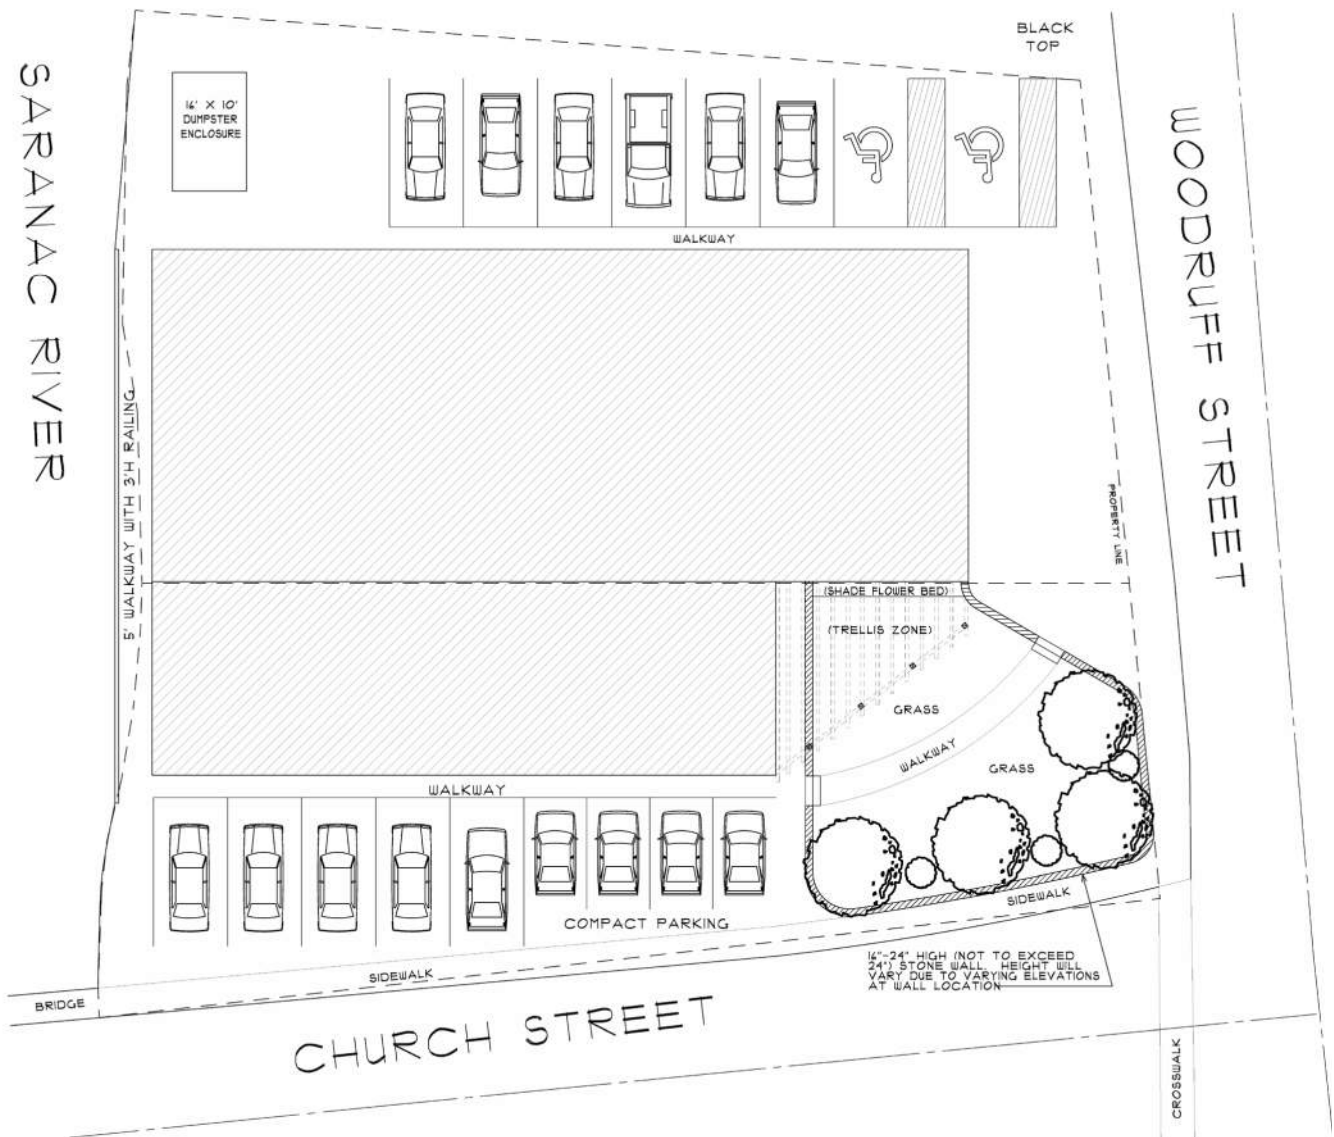 BLACK
TOP
SARANAC RIVER
16' X 10'
DUMPSTER
ENCLOSURE
WOODRUFF STREET
WALKWAY
5' WALKWAY WITH 3'H RAILING
PROPERTY LINE
(SHADE FLOWER BED)
(TRELLIS ZONE)
GRASS
WALKWAY
GRASS
WALKWAY
COMPACT PARKING
SIDEWALK
SIDEWALK
16"-24" HIGH (NOT TO EXCEED
24") STONE WALL. HEIGHT WILL
VARY DUE TO VARYING ELEVATIONS
AT WALL LOCATION
BRIDGE
CHURCH STREET
CROSSWALK